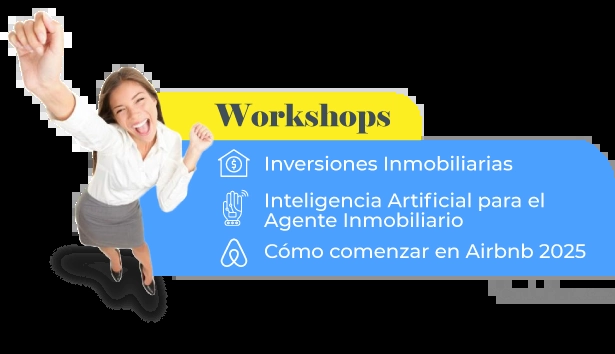 Workshops
Inversiones Inmobiliarias
Inteligencia Artificial para el
Agente Inmobiliario
Cómo comenzar en Airbnb 2025